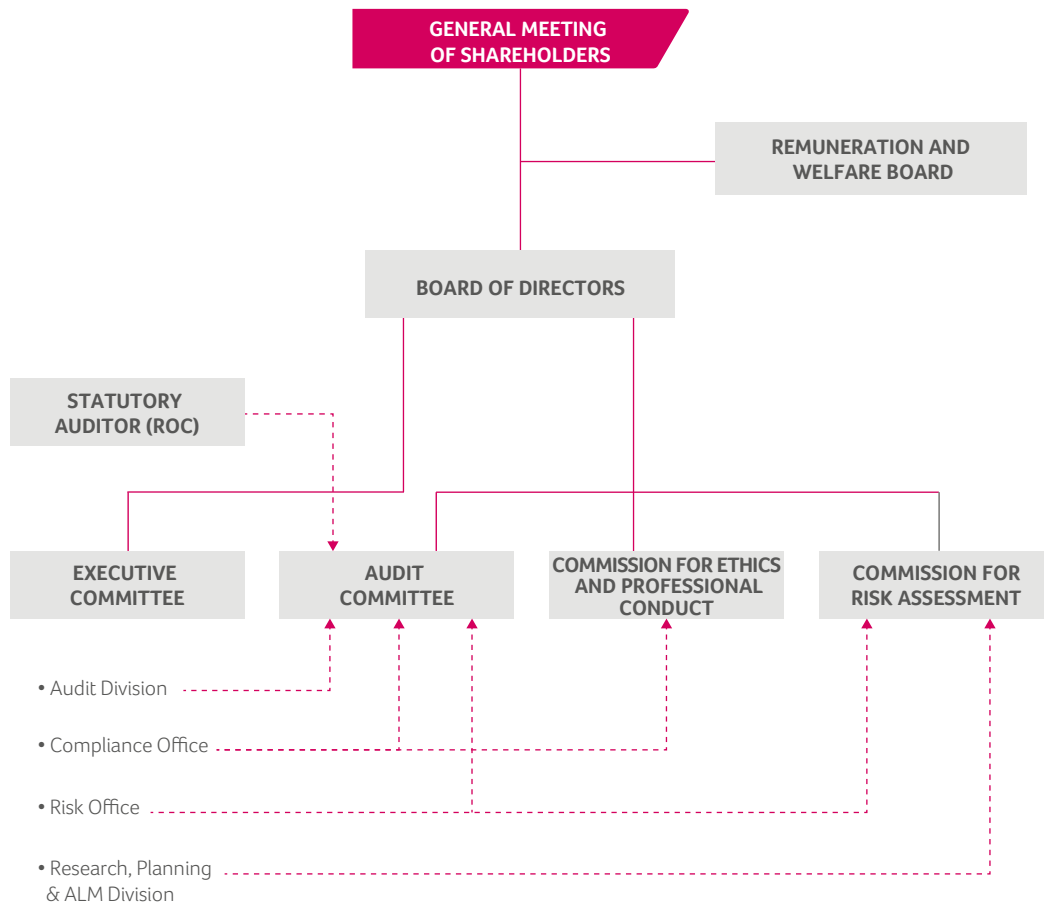 GENERAL MEETING
OF SHAREHOLDERS
REMUNERATION AND
WELFARE BOARD
BOARD OF DIRECTORS
STATUTORY
AUDITOR (ROC)
EXECUTIVE
COMMITTEE
AUDIT
COMMITTEE
COMMISSION FOR ETHICS
AND PROFESSIONAL
CONDUCT
COMMISSION FOR
RISK ASSESSMENT
• Audit Division
• Compliance Office
• Risk Office
• Research, Planning
& ALM Division